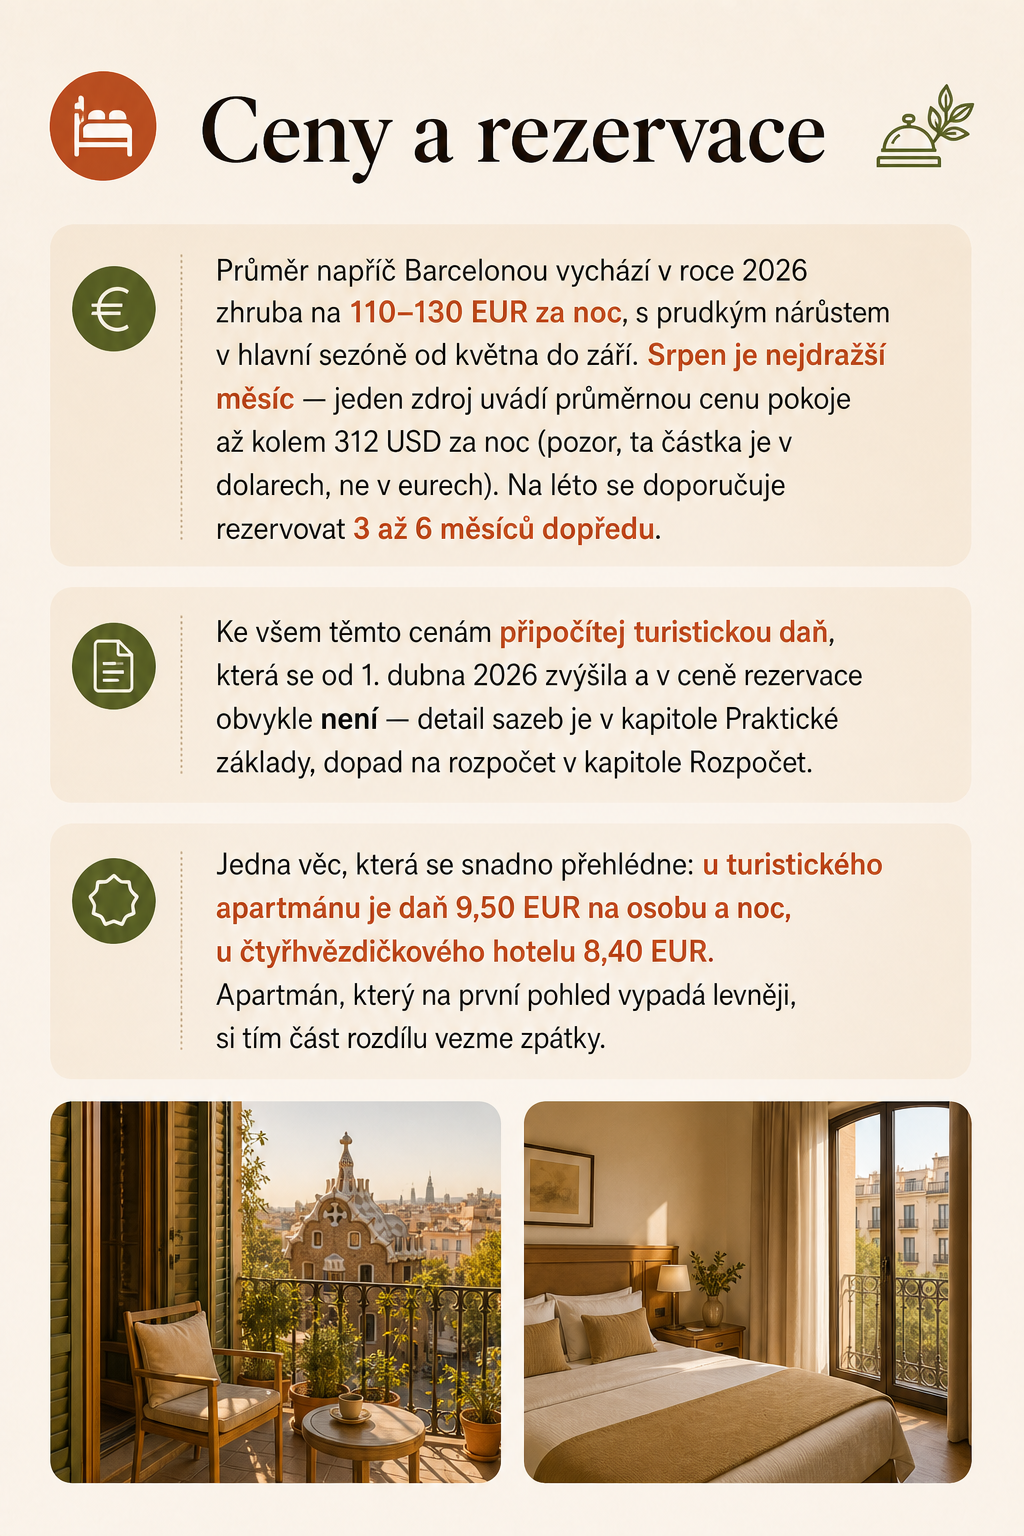 Ceny a rezervace
€
Průměr napříč Barcelonou vychází v roce 2026
zhruba na 110–130 EUR za noc, s prudkým nárůstem
v hlavní sezóně od května do září. Srpen je nejdražší
měsíc — jeden zdroj uvádí průměrnou cenu pokoje
až kolem 312 USD za noc (pozor, ta částka je v
dolarech, ne v eurech). Na léto se doporučuje
rezervovat 3 až 6 měsíců dopředu.
Ke všem těmto cenám připočítej turistickou daň,
která se od 1. dubna 2026 zvýšila a v ceně rezervace
obvykle není — detail sazeb je v kapitole Praktické
základy, dopad na rozpočet v kapitole Rozpočet.
Jedna věc, která se snadno přehlédne: u turistického
apartmánu je daň 9,50 EUR na osobu a noc,
u čtyřhvězdičkového hotelu 8,40 EUR.
Apartmán, který na první pohled vypadá levněji,
si tím část rozdílu vezme zpátky.